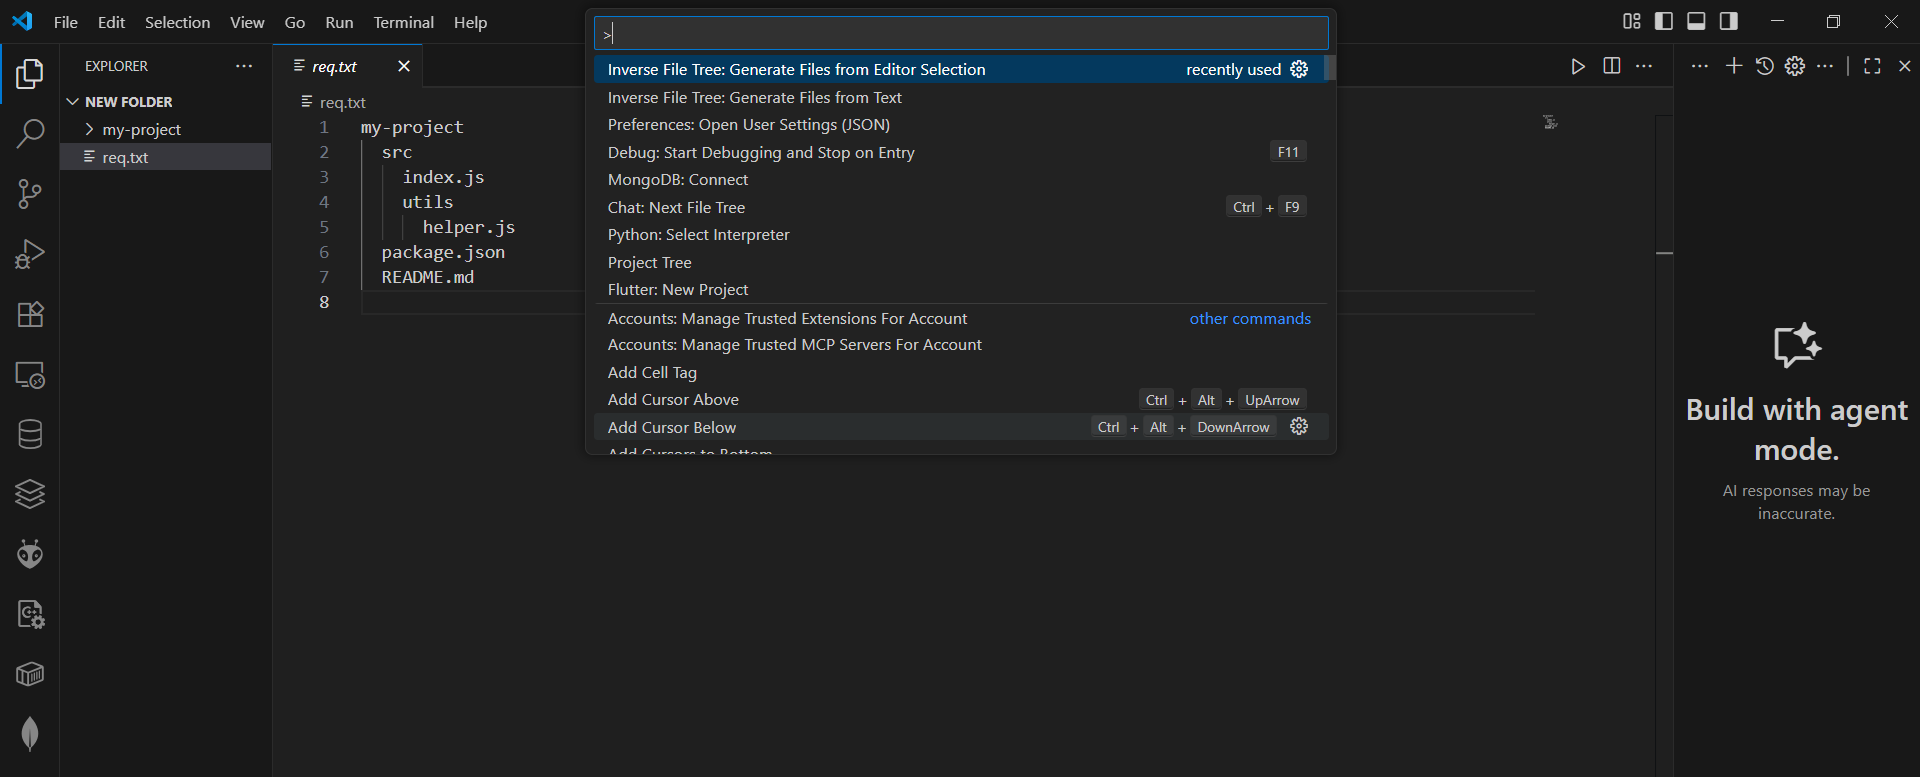 File Edit Selection View Go Run Terminal Help
>
EXPLORER
NEW FOLDER
my-project
req.txt
req.txt
req.txt
1 my-project
2 src
3 index.js
4 utils
5 helper.js
6 package.json
7 README.md
8
Inverse File Tree: Generate Files from Editor Selection recently used
Inverse File Tree: Generate Files from Text
Preferences: Open User Settings (JSON)
Debug: Start Debugging and Stop on Entry F11
MongoDB: Connect
Chat: Next File Tree Ctrl + F9
Python: Select Interpreter
Project Tree
Flutter: New Project
Accounts: Manage Trusted Extensions For Account other commands
Accounts: Manage Trusted MCP Servers For Account
Add Cell Tag
Add Cursor Above Ctrl + Alt + UpArrow
Add Cursor Below Ctrl + Alt + DownArrow
Add Cursors to Bottom
Build with agent
mode.
AI responses may be
inaccurate.